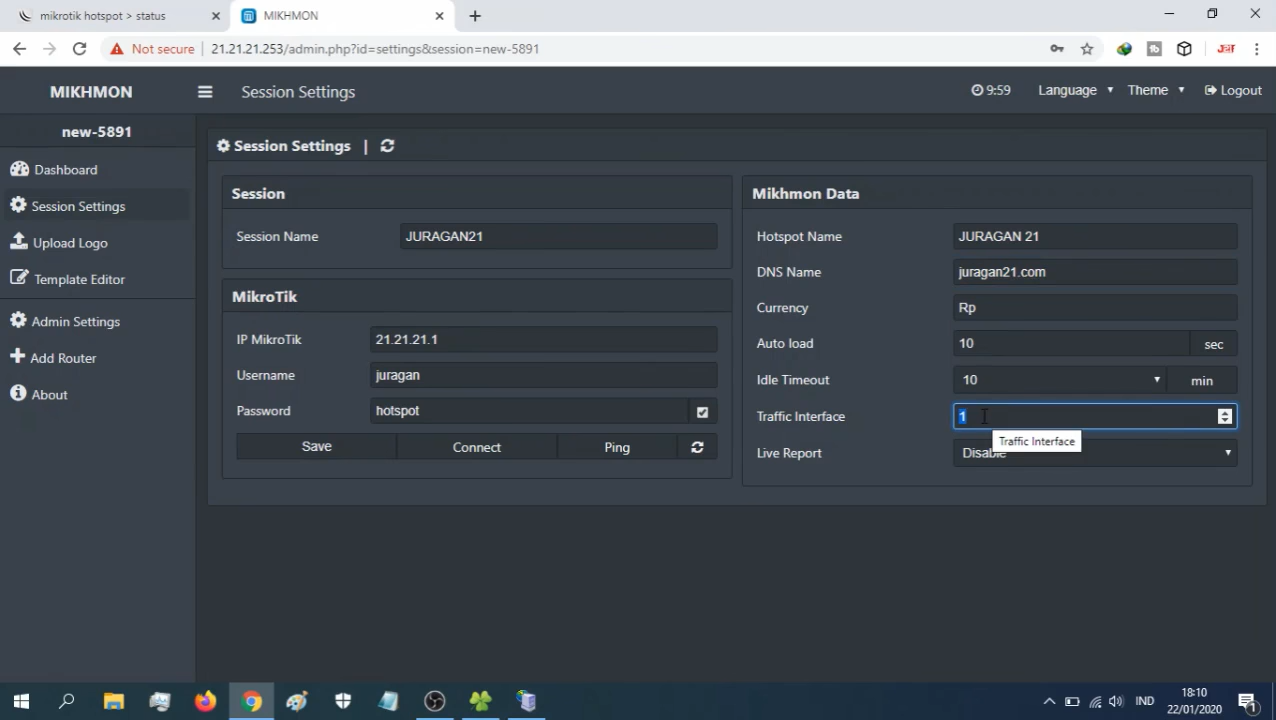 mikrotik hotspot > status
MIKHMON
Not secure
21.21.21.253/admin.php?id=settings&session=new-5891
MIKHMON
Session Settings
9:59
Language
Theme
Logout
new-5891
Dashboard
Session Settings
Upload Logo
Template Editor
Admin Settings
Add Router
About
Session Settings |
Session
Session Name
JURAGAN21
MikroTik
IP MikroTik
21.21.21.1
Username
juragan
Password
hotspot
Save
Connect
Ping
Mikhmon Data
Hotspot Name
JURAGAN 21
DNS Name
juragan21.com
Currency
Rp
Auto load
10
sec
Idle Timeout
10
min
Traffic Interface
1
Traffic Interface
Live Report
Disable
IND
18:10
22/01/2020
1